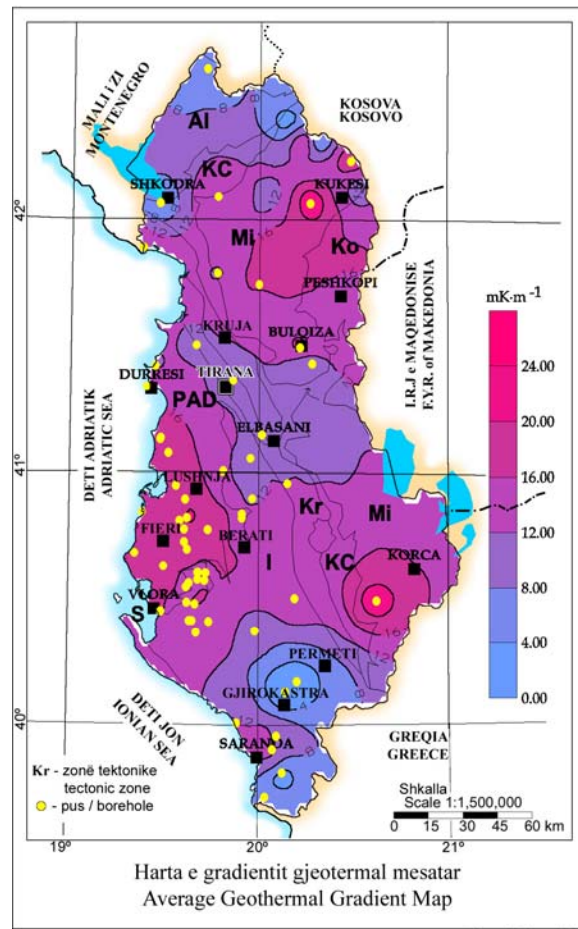 MALI i ZI
MONTENEGRO
KOSOVA
KOSOVO
Al
KC
SHKODRA
KUKESI
42°
Mi
Ko
PESHKOPI
mK·m⁻¹
KRUJA
BULQIZA
I.R.J e MAQEDONISE
F.Y.R. of MAKEDONIA
24.00
DURRESI
TIRANA
20.00
PAD
DETI ADRIATIK
ADRIATIC SEA
ELBASANI
16.00
41°
LUSHNJA
Kr
Mi
12.00
FIERI
BERATI
I
KC
KORCA
8.00
VLORA
S
4.00
PERMETI
0.00
GJIROKASTRA
4
40°
DETI JON
IONIAN SEA
SARANDA
GREQIA
GREECE
Kr - zonë tektonike
tectonic zone
- pus / borehole
Shkalla
Scale 1:1,500,000
0 15 30 45 60 km
19° 20° 21°
Harta e gradientit gjeotermal mesatar
Average Geothermal Gradient Map